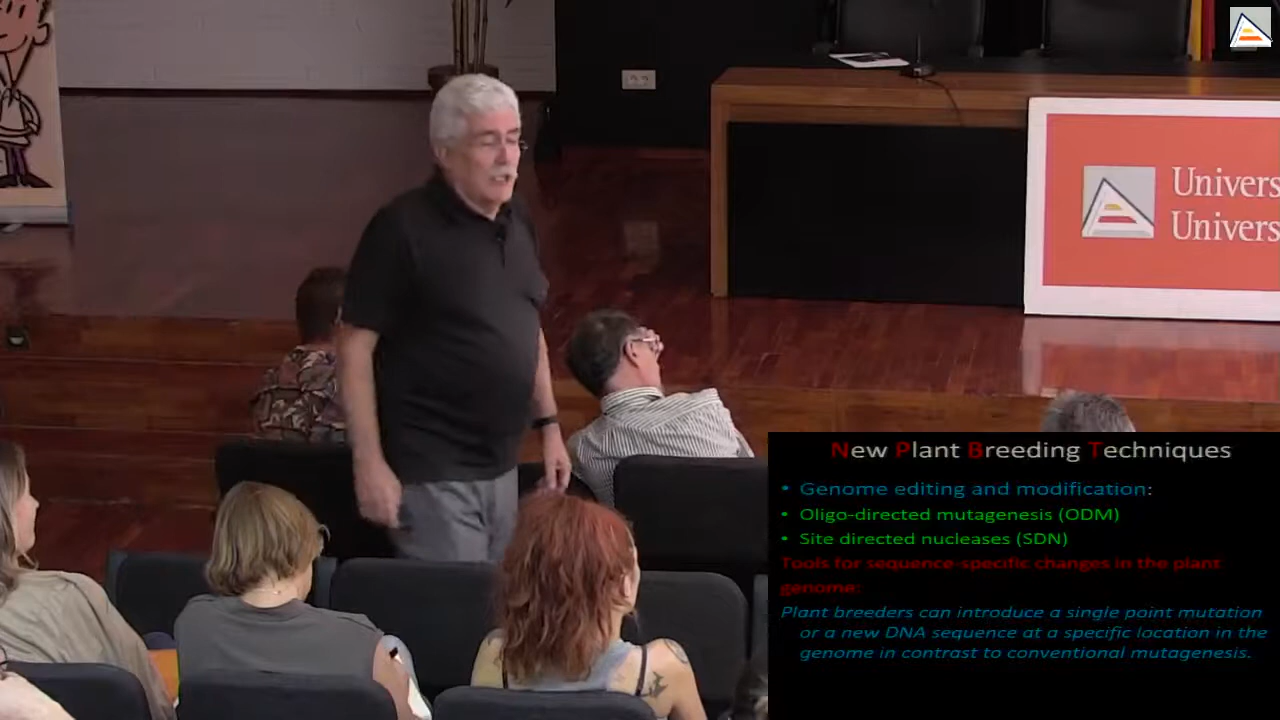 Univers
Univers
New Plant Breeding Techniques
• Genome editing and modification:
• Oligo-directed mutagenesis (ODM)
• Site directed nucleases (SDN)
Tools for sequence-specific changes in the plant
genome:
Plant breeders can introduce a single point mutation
or a new DNA sequence at a specific location in the
genome in contrast to conventional mutagenesis.